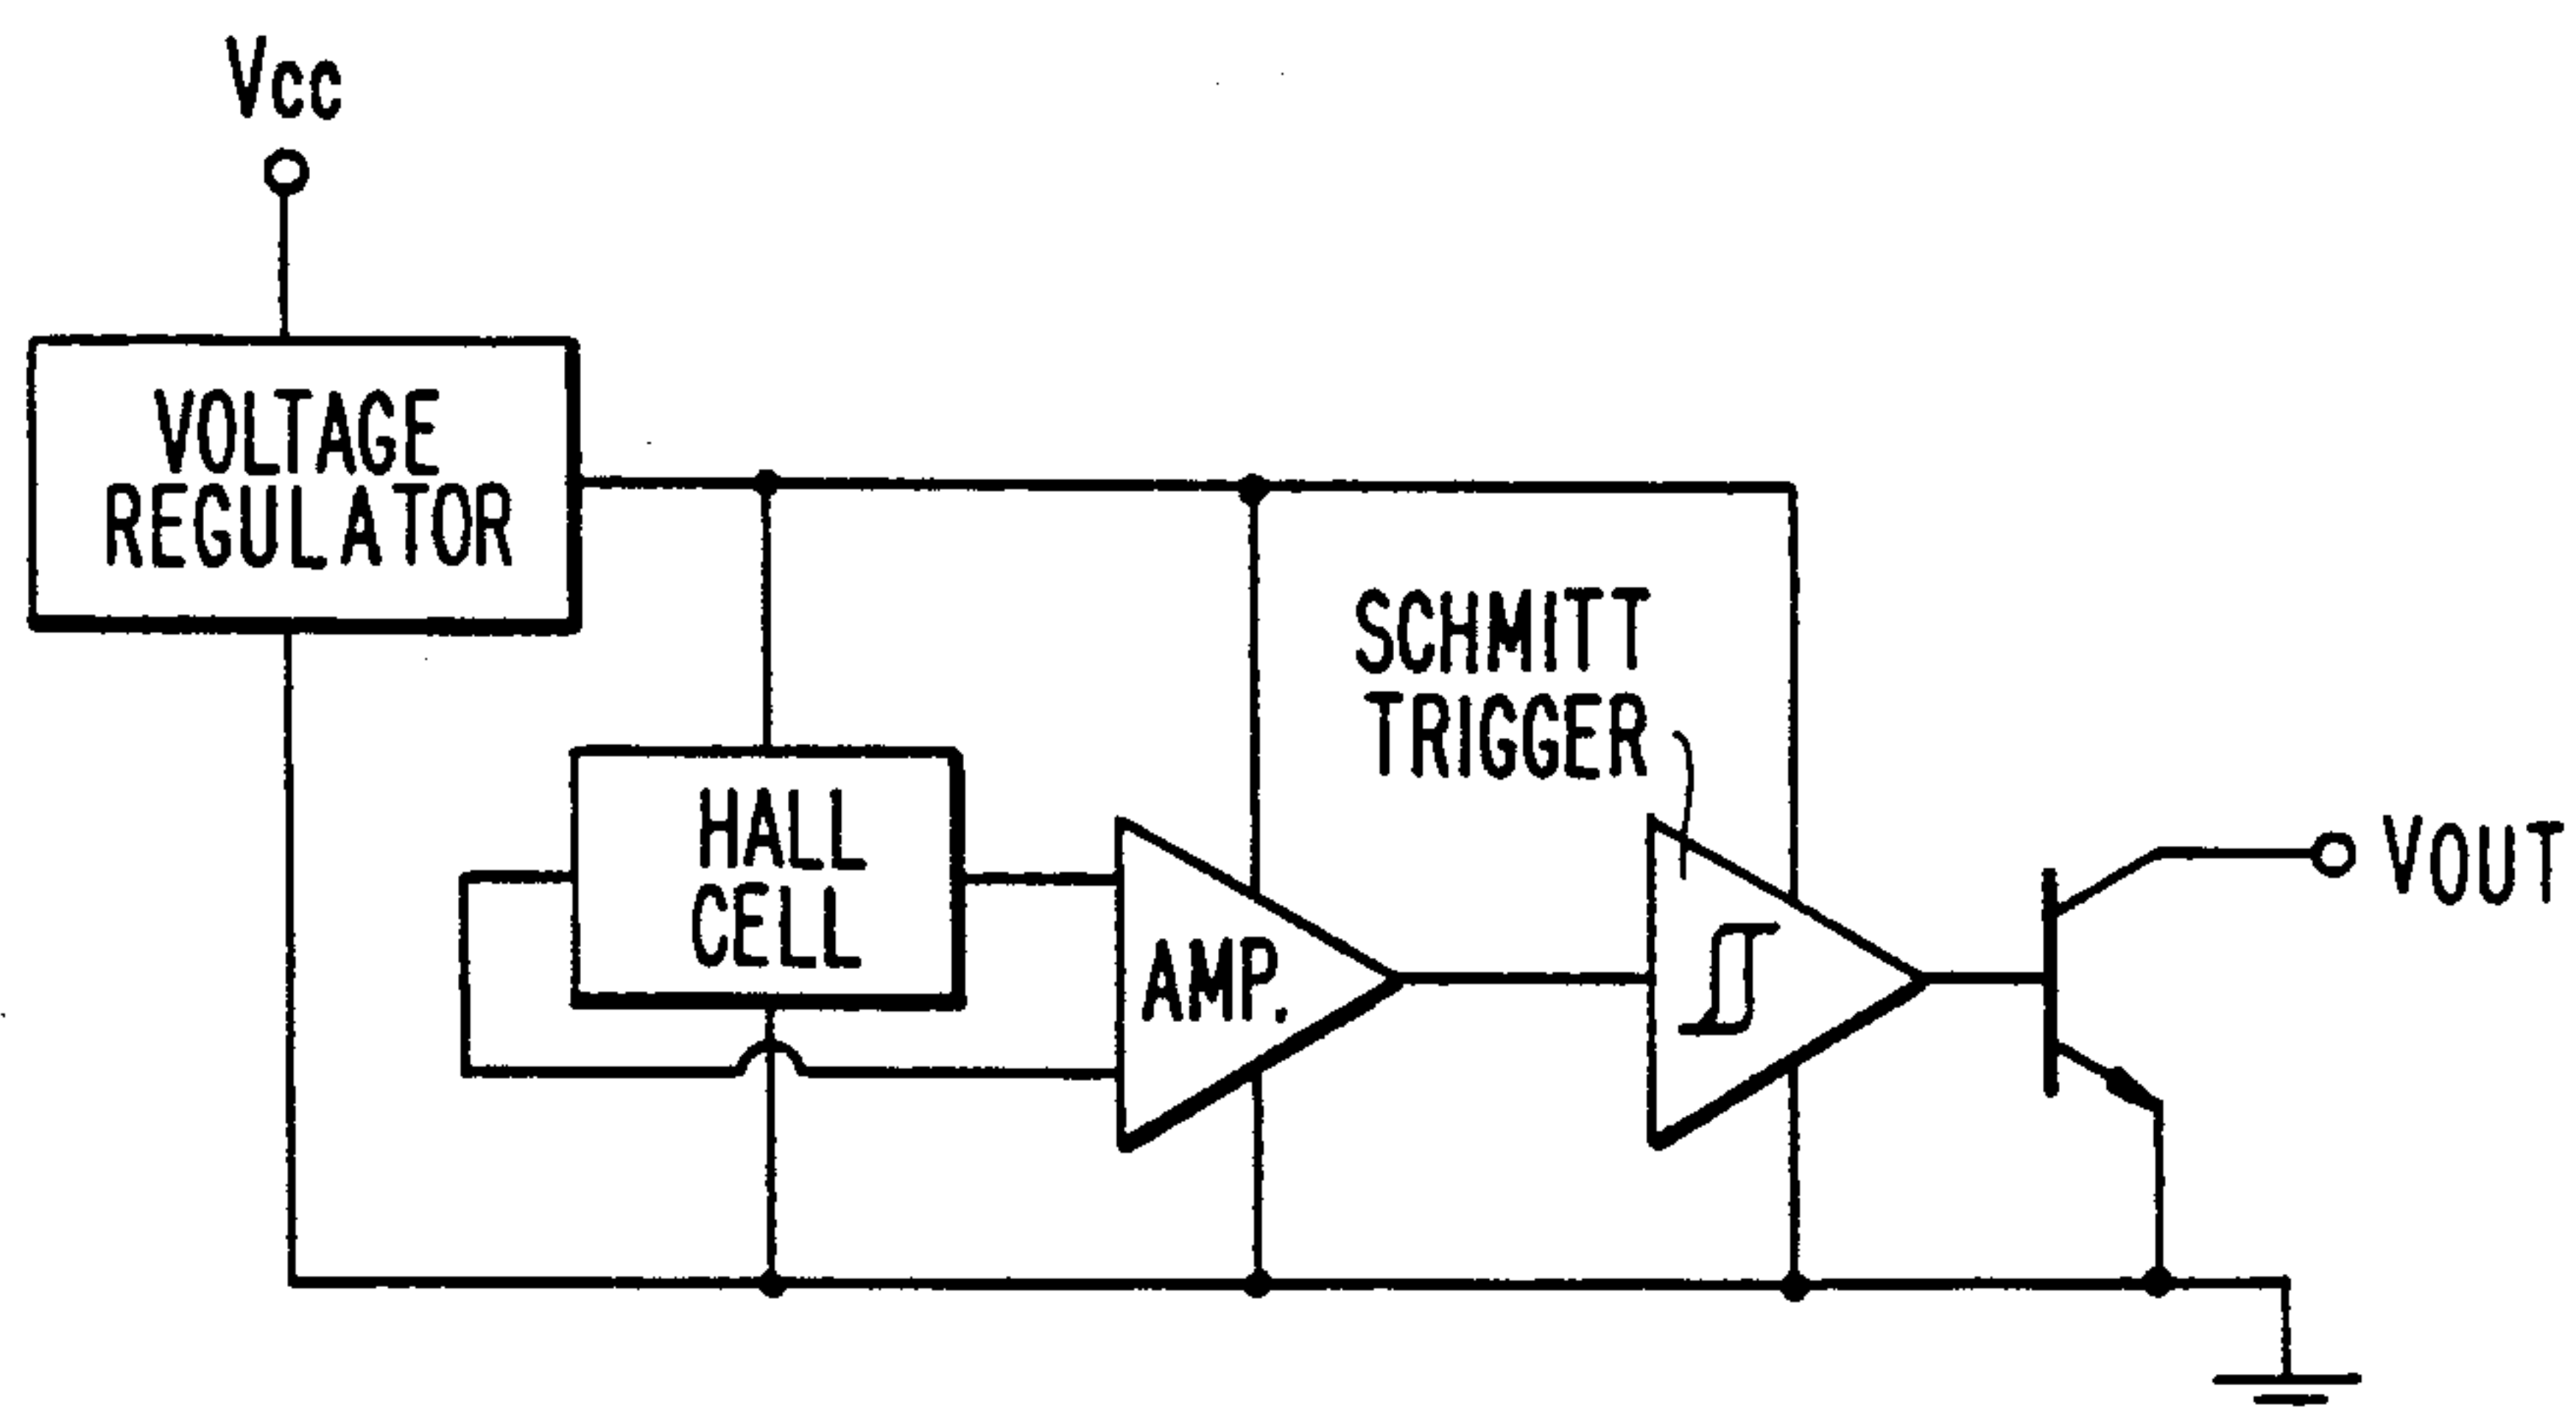 Vcc
VOLTAGE
REGULATOR
SCHMITT
TRIGGER
HALL
CELL
AMP.
VOUT